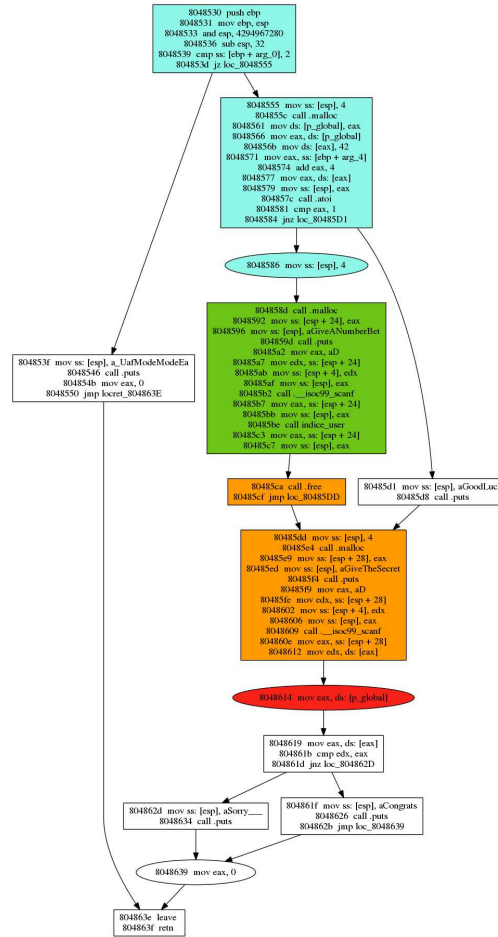 8048530 push ebp
8048531 mov ebp, esp
8048533 and esp, 4294967280
8048536 sub esp, 32
8048539 cmp ss: [ebp + arg_0], 2
804853d jz loc_8048555
8048555 mov ss: [esp], 4
804855c call .malloc
8048561 mov ds: [p_global], eax
8048566 mov eax, ds: [p_global]
804856b mov ds: [eax], 42
8048571 mov eax, ss: [ebp + arg_4]
8048574 add eax, 4
8048577 mov eax, ds: [eax]
8048579 mov ss: [esp], eax
804857c call .atoi
8048581 cmp eax, 1
8048584 jnz loc_80485D1
8048586 mov ss: [esp], 4
804858d call .malloc
8048592 mov ss: [esp + 24], eax
8048596 mov ss: [esp], aGiveANumberBet
804859d call .puts
80485a2 mov eax, aD
80485a7 mov edx, ss: [esp + 24]
80485ab mov ss: [esp + 4], edx
80485af mov ss: [esp], eax
80485b2 call .__isoc99_scanf
80485b7 mov eax, ss: [esp + 24]
80485bb mov ss: [esp], eax
80485be call indice_user
80485c3 mov eax, ss: [esp + 24]
80485c7 mov ss: [esp], eax
804853f mov ss: [esp], a_UafModeModeEa
8048546 call .puts
804854b mov eax, 0
8048550 jmp locret_804863E
80485ca call .free
80485cf jmp loc_80485DD
80485d1 mov ss: [esp], aGoodLuc
80485d8 call .puts
80485dd mov ss: [esp], 4
80485e4 call .malloc
80485e9 mov ss: [esp + 28], eax
80485ed mov ss: [esp], aGiveTheSecret
80485f4 call .puts
80485f9 mov eax, aD
80485fe mov edx, ss: [esp + 28]
8048602 mov ss: [esp + 4], edx
8048606 mov ss: [esp], eax
8048609 call .__isoc99_scanf
804860e mov eax, ss: [esp + 28]
8048612 mov edx, ds: [eax]
8048614 mov eax, ds: [p_global]
8048619 mov eax, ds: [eax]
804861b cmp edx, eax
804861d jnz loc_804862D
804862d mov ss: [esp], aSorry___
8048634 call .puts
804861f mov ss: [esp], aCongrats
8048626 call .puts
804862b jmp loc_8048639
8048639 mov eax, 0
804863e leave
804863f retn